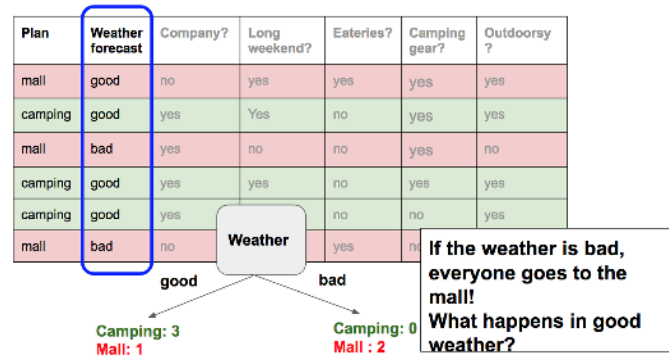 Plan Weather forecast Company? Long weekend? Eateries? Camping gear? Outdoorsy ?
mall good no yes yes yes yes
camping good yes Yes no yes yes
mall bad yes no no yes no
camping good yes yes no yes yes
camping good yes no no yes
mall bad no yes
Weather
good bad
Camping: 3
Mall: 1
Camping: 0
Mall : 2
If the weather is bad,
everyone goes to the
mall!
What happens in good
weather?